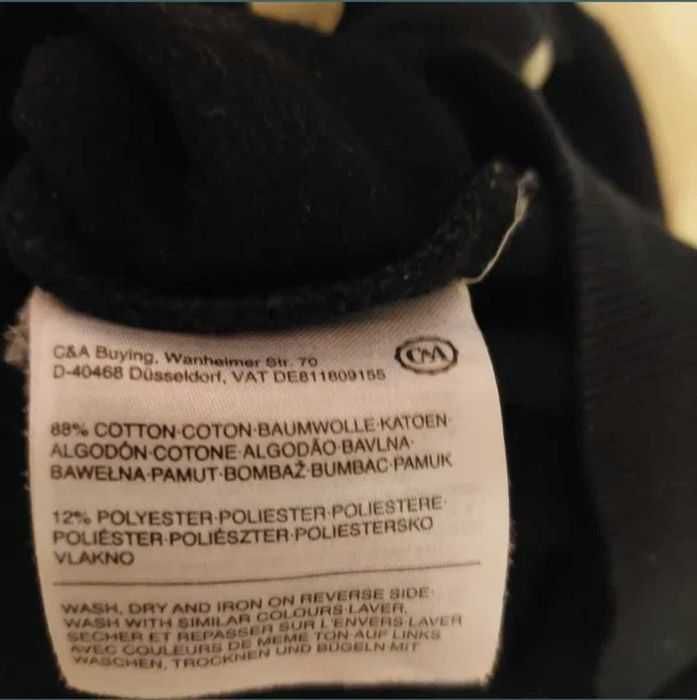 C&A Buying, Wanheimer Str. 70
C&A
D-40468 Düsseldorf, VAT DE811809155
88% COTTON·COTON·BAUMWOLLE·KATOEN·
ALGODÓN·COTONE·ALGODÃO·BAVLNA·
BAWEŁNA·PAMUT·BOMBAŽ·BUMBAC·PAMUK
12% POLYESTER·POLIESTER·POLIESTERE·
POLIÉSTER·POLIÉSZTER·POLIESTERSKO
VLAKNO
WASH, DRY AND IRON ON REVERSE SIDE·
WASH WITH SIMILAR COLOURS·LAVER,
SECHER ET REPASSER SUR L'ENVERS·LAVER
AVEC COULEURS DE MEME TON·AUF LINKS
WASCHEN, TROCKNEN UND BÜGELN·MIT